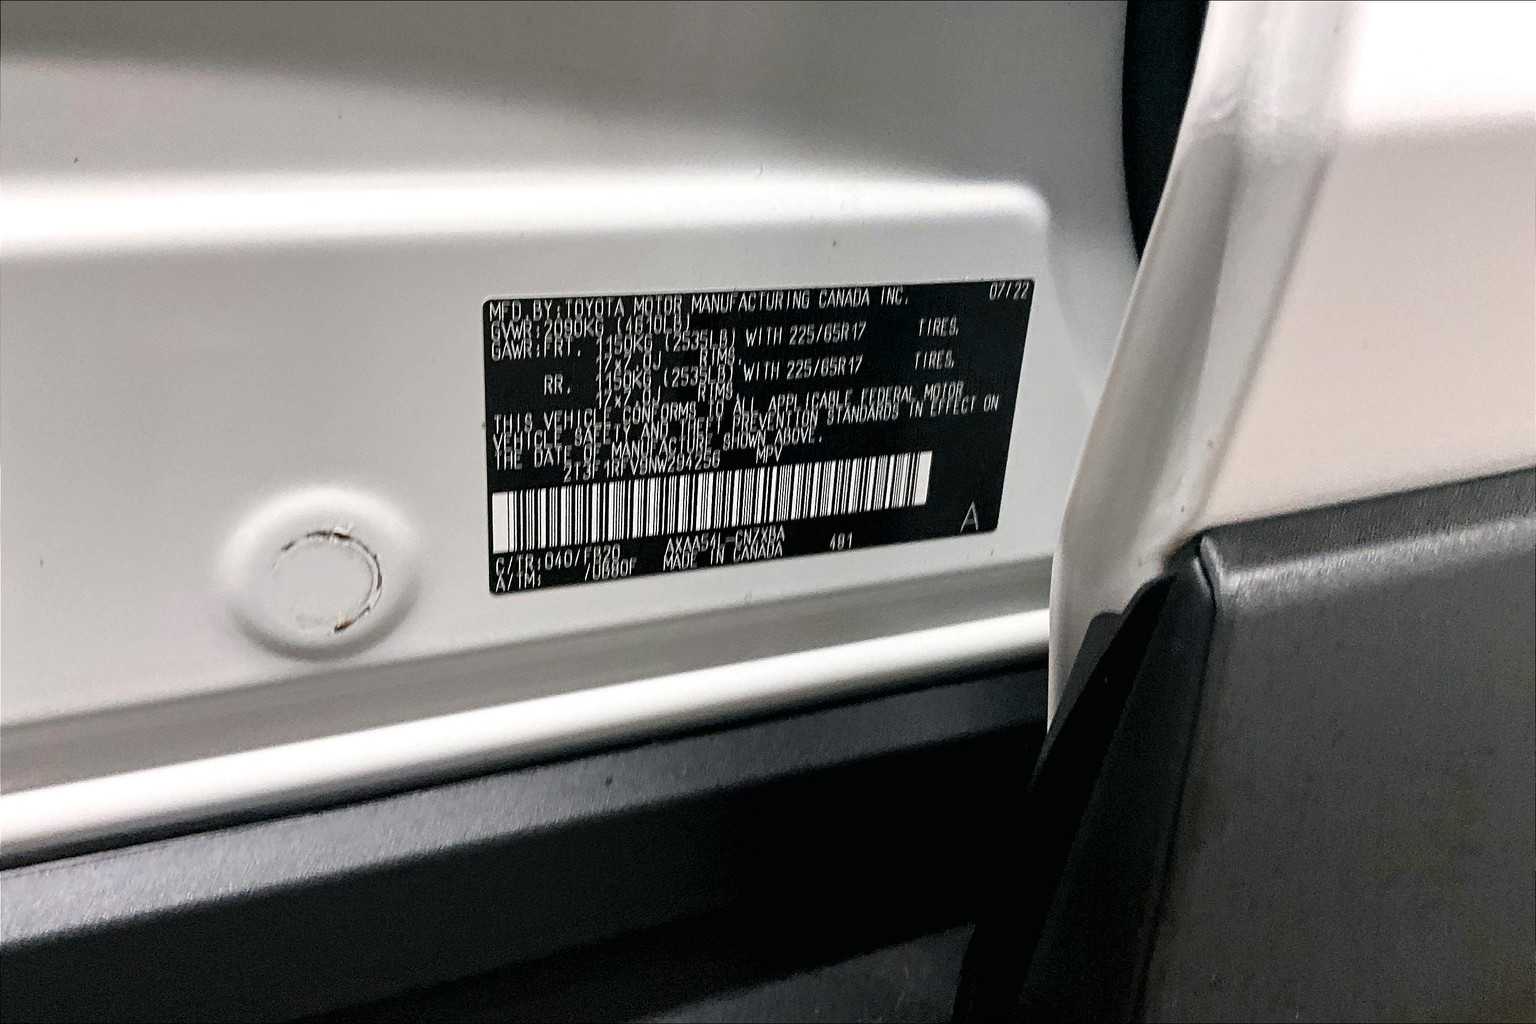 MFD.BY:TOYOTA MOTOR MANUFACTURING CANADA INC. 07/22
GVWR:2090KG (4610LB)
GAWR:FRT. 1150KG (2535LB) WITH 225/65R17 TIRES,
17x7.0J RIMS,
RR. 1150KG (2535LB) WITH 225/65R17 TIRES,
17x7.0J RIMS
THIS VEHICLE CONFORMS TO ALL APPLICABLE FEDERAL MOTOR
VEHICLE SAFETY AND THEFT PREVENTION STANDARDS IN EFFECT ON
THE DATE OF MANUFACTURE SHOWN ABOVE.
2T3F1RFV9NW294256 MPV
A
C/TR:040/FB20 AXAA54L-CNZXBA 481
A/TM: /UB80F MADE IN CANADA